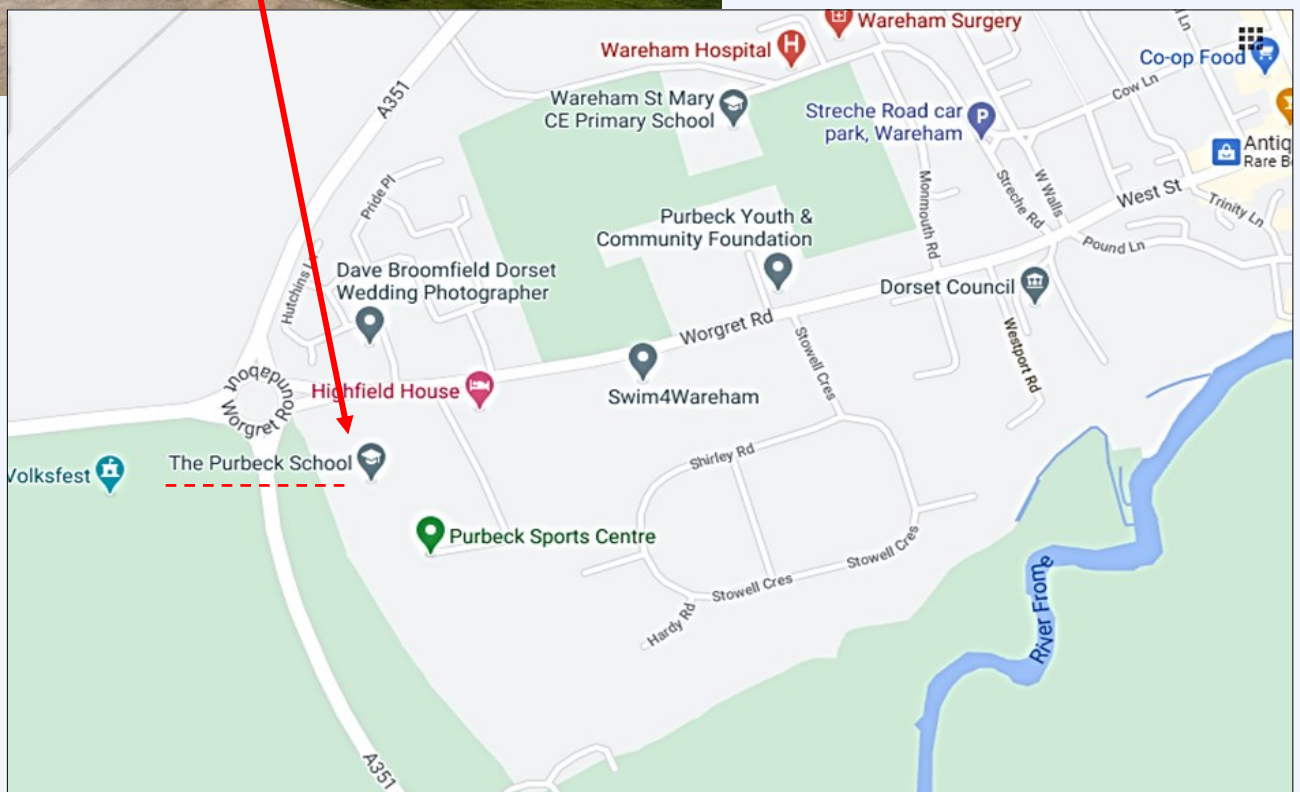 Wareham Surgery
Wareham Hospital
H
Co-op Food
Cow Ln
A351
Wareham St Mary
CE Primary School
Streche Road car
park, Wareham
P
Antiq
Rare B
Pride Pl
Monmouth Rd
Streche Rd
W Walls
West St
Trinity Ln
Pound Ln
Purbeck Youth &
Community Foundation
Dorset Council
Hutchins L
Dave Broomfield Dorset
Wedding Photographer
Worgret Rd
Stowell Cres
Westport Rd
Worgret Roundabout
Highfield House
Swim4Wareham
Volksfest
The Purbeck School
Shirley Rd
Purbeck Sports Centre
Stowell Cres
Stowell Cres
Hardy Rd
River Frome
A351